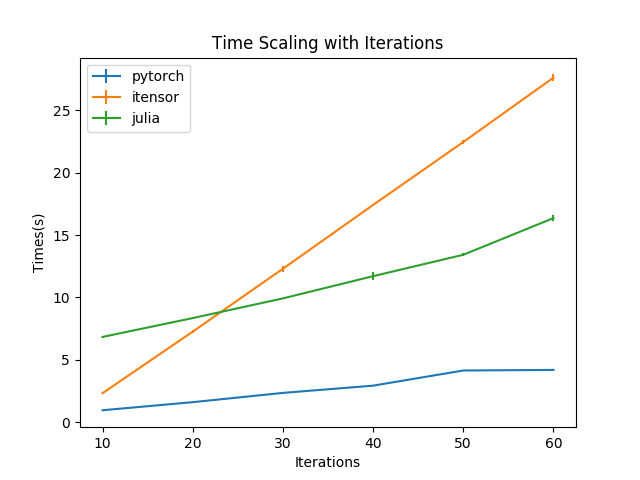 Time Scaling with Iterations
pytorch
itensor
julia
Times(s)
25
20
15
10
5
0
10 20 30 40 50 60
Iterations